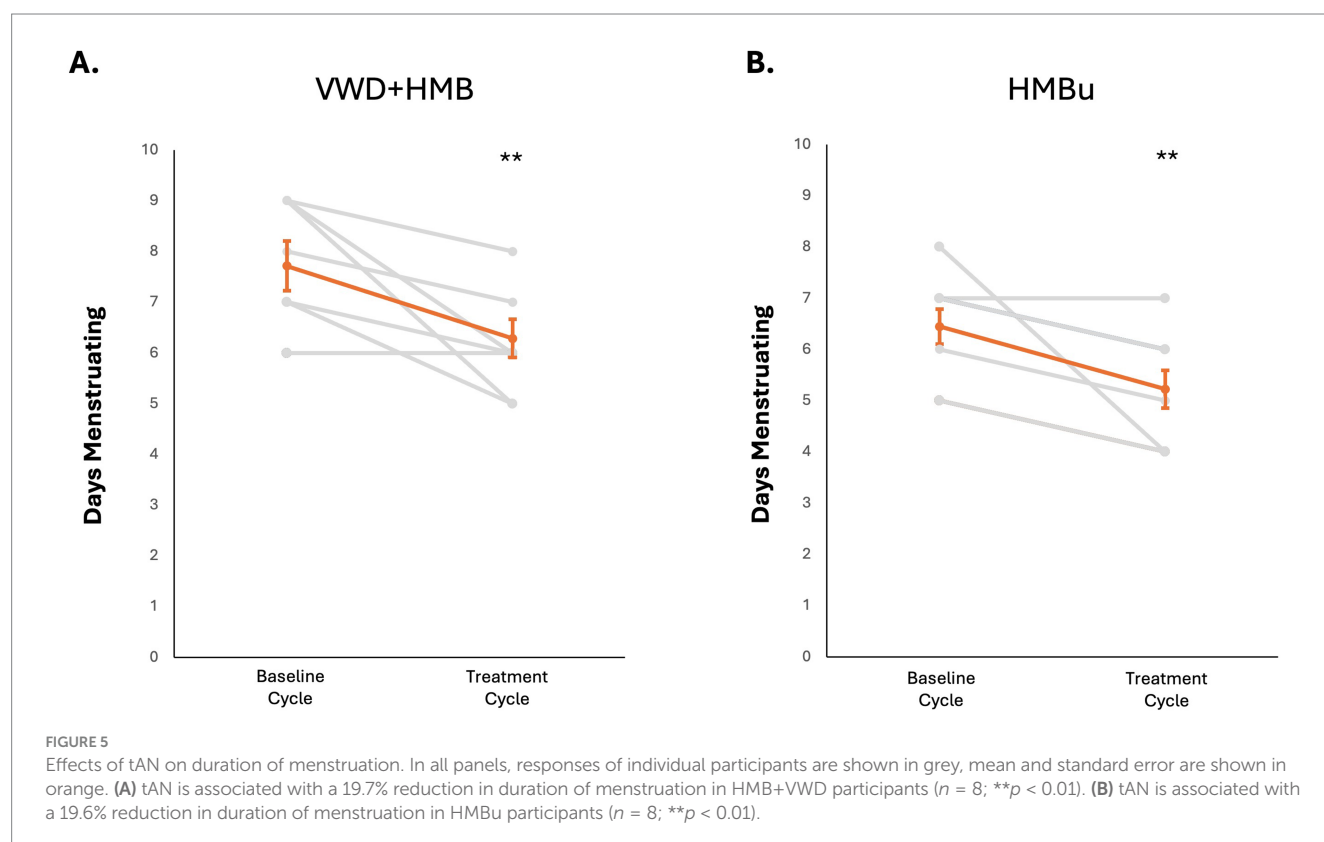 A.
VWD+HMB
**
10
9
8
7
6
5
4
3
2
1
0
Days Menstruating
Baseline
Cycle
Treatment
Cycle
B.
HMBu
**
10
9
8
7
6
5
4
3
2
1
0
Days Menstruating
Baseline
Cycle
Treatment
Cycle
FIGURE 5
Effects of tAN on duration of menstruation. In all panels, responses of individual participants are shown in grey, mean and standard error are shown in
orange. (A) tAN is associated with a 19.7% reduction in duration of menstruation in HMB+VWD participants (n = 8; **p < 0.01). (B) tAN is associated with
a 19.6% reduction in duration of menstruation in HMBu participants (n = 8; **p < 0.01).